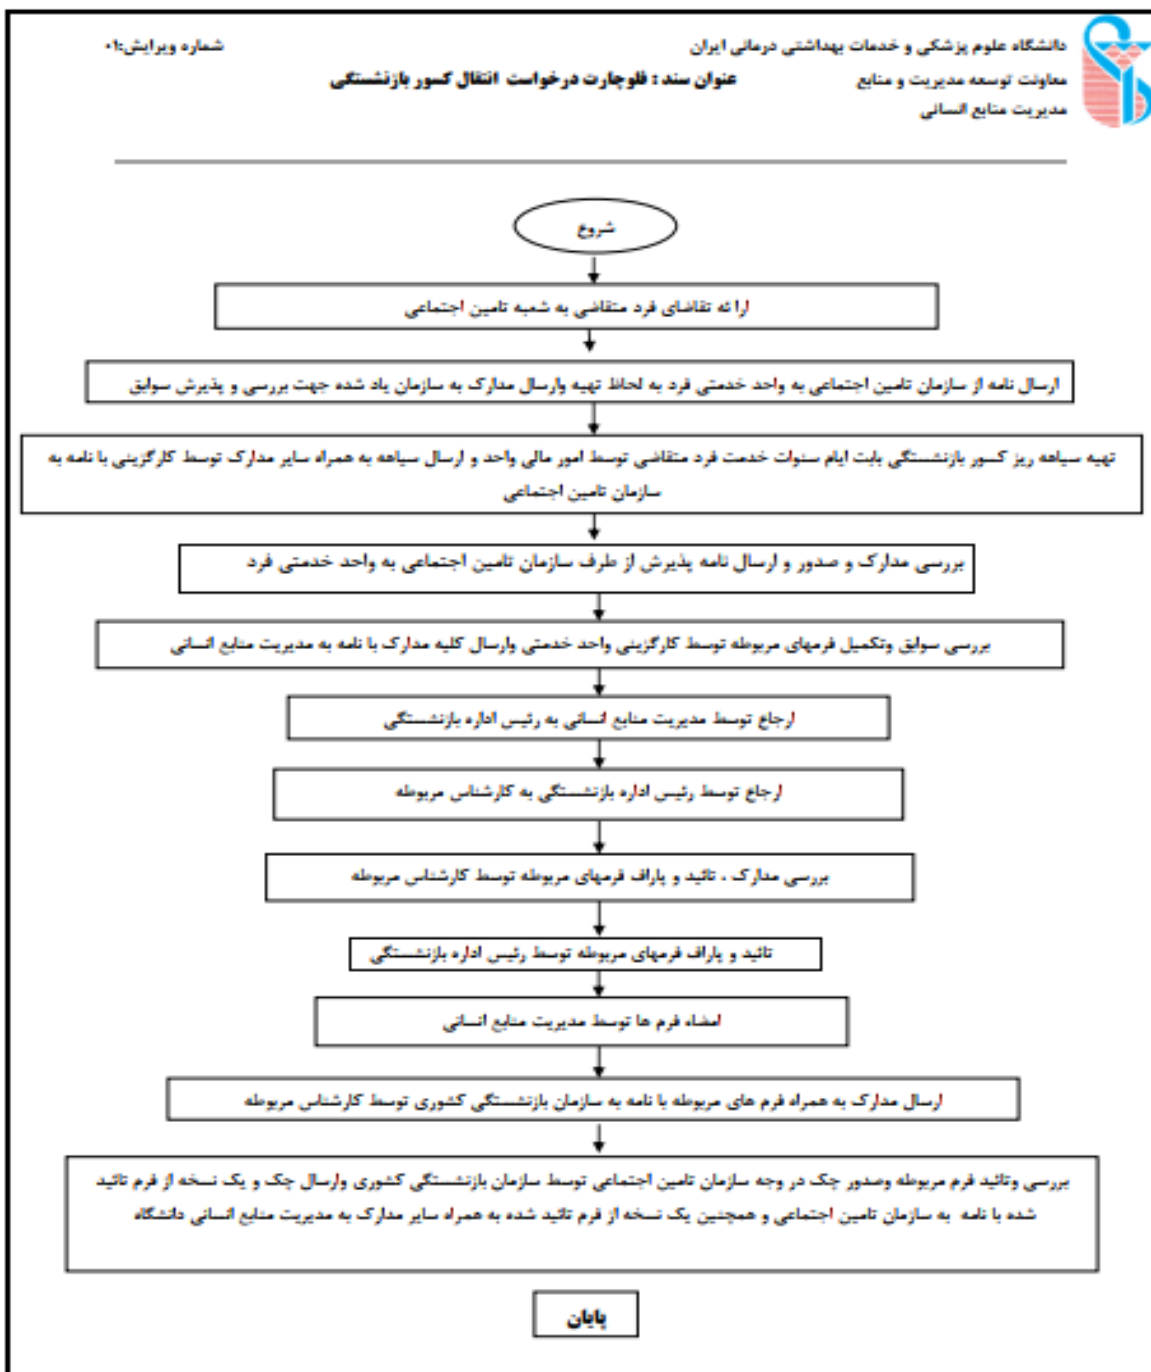 دانشگاه علوم پزشکی و خدمات بهداشتی درمانی ایران
شماره ویرایش:۰۱
معاونت توسعه مدیریت و منابع
عنوان سند : فلوچارت درخواست انتقال کسور بازنشستگی
مدیریت منابع انسانی
شروع
ارا ئه تقاضای فرد متقاضی به شعبه تامین اجتماعی
ارسال نامه از سازمان تامین اجتماعی به واحد خدمتی فرد به لحاظ تهیه وارسال مدارک به سازمان یاد شده جهت بررسی و پذیرش سوابق
تهیه سیاهه ریز کسور بازنشستگی بابت ایام سنوات خدمت فرد متقاضی توسط امور مالی واحد و ارسال سیاهه به همراه سایر مدارک توسط کارگزینی با نامه به
سازمان تامین اجتماعی
بررسی مدارک و صدور و ارسال نامه پذیرش از طرف سازمان تامین اجتماعی به واحد خدمتی فرد
بررسی سوابق وتکمیل فرمهای مربوطه توسط کارگزینی واحد خدمتی وارسال کلیه مدارک با نامه به مدیریت منابع انسانی
ارجاع توسط مدیریت منابع انسانی به رئیس اداره بازنشستگی
ارجاع توسط رئیس اداره بازنشستگی به کارشناس مربوطه
بررسی مدارک ، تائید و پاراف فرمهای مربوطه توسط کارشناس مربوطه
تائید و پاراف فرمهای مربوطه توسط رئیس اداره بازنشستگی
امضاء فرم ها توسط مدیریت منابع انسانی
ارسال مدارک به همراه فرم های مربوطه با نامه به سازمان بازنشستگی کشوری توسط کارشناس مربوطه
بررسی وتائید فرم مربوطه وصدور چک در وجه سازمان تامین اجتماعی توسط سازمان بازنشستگی کشوری وارسال چک و یک نسخه از فرم تائید
شده با نامه به سازمان تامین اجتماعی و همچنین یک نسخه از فرم تائید شده به همراه سایر مدارک به مدیریت منابع انسانی دانشگاه
پایان